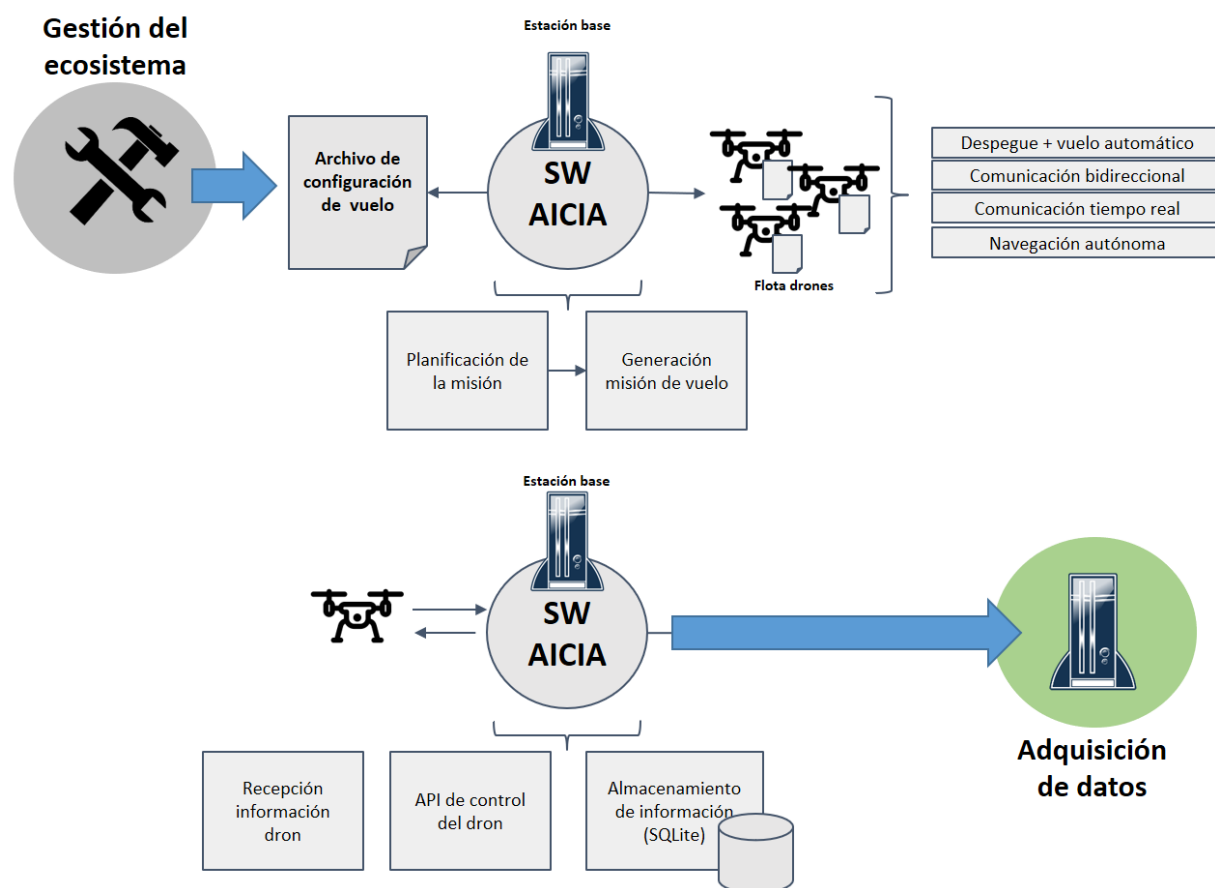 Gestión del
ecosistema
Estación base
Archivo de
configuración
de vuelo
SW
AICIA
Flota drones
Despegue + vuelo automático
Comunicación bidireccional
Comunicación tiempo real
Navegación autónoma
Planificación de
la misión
Generación
misión de vuelo
Estación base
SW
AICIA
Adquisición
de datos
Recepción
información
dron
API de control
del dron
Almacenamiento
de información
(SQLite)